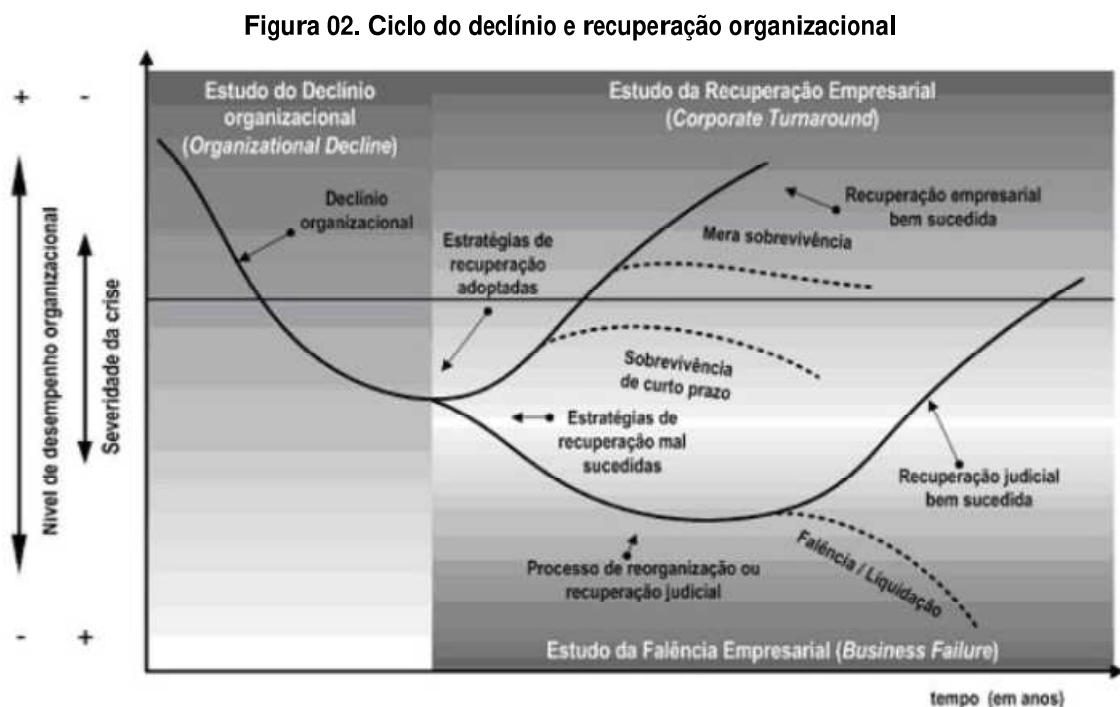 Figura 02. Ciclo do declínio e recuperação organizacional
+ -
Estudo do Declínio
organizacional
(Organizational Decline)
Estudo da Recuperação Empresarial
(Corporate Turnaround)
Declínio
organizacional
Estratégias de
recuperação
adoptadas
Recuperação empresarial
bem sucedida
Mera sobrevivência
Nível de desempenho organizacional
Severidade da crise
Sobrevivência
de curto prazo
Estratégias de
recuperação mal
sucedidas
Recuperação judicial
bem sucedida
Processo de reorganização ou
recuperação judicial
Falência / Liquidação
- +
Estudo da Falência Empresarial (Business Failure)
tempo (em anos)